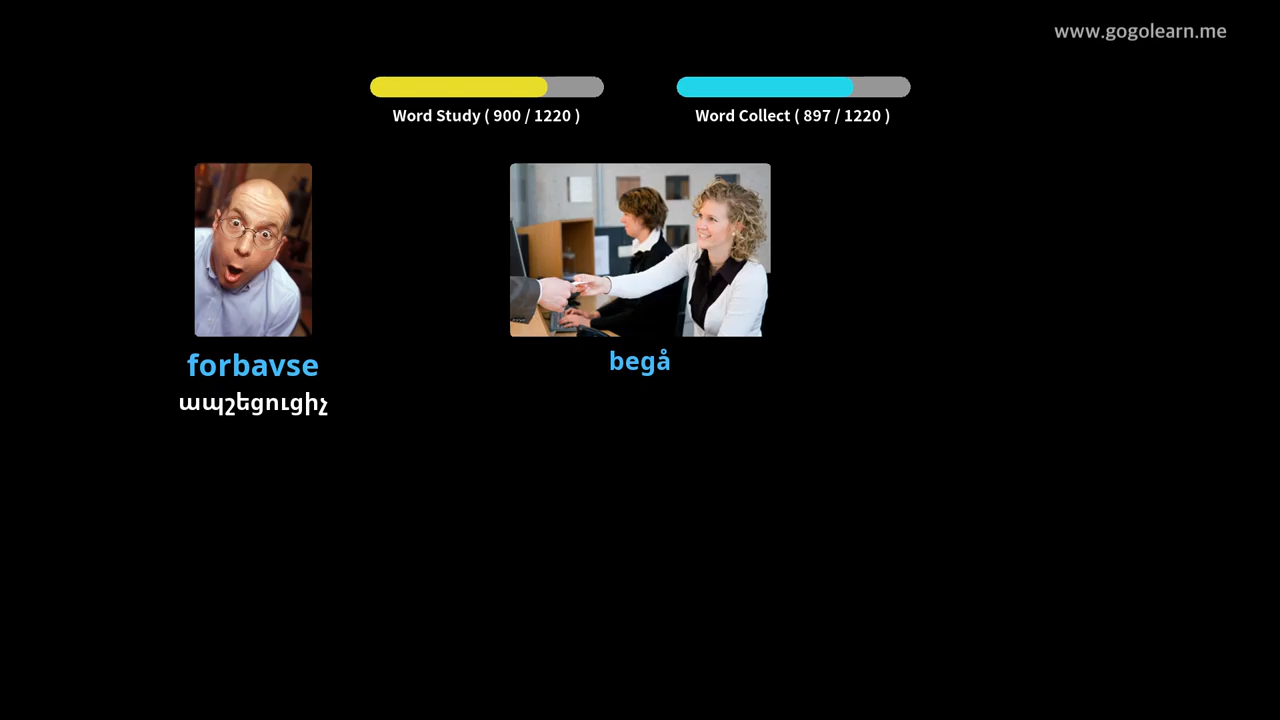 www.gogolearn.me
Word Study ( 900 / 1220 )
Word Collect ( 897 / 1220 )
forbavse
ապշեցուցիչ
begå